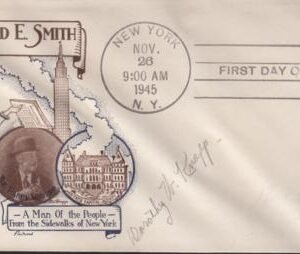 D E. SMITH
NEW YORK
NOV.
26
9:00 AM
1945
N. Y.
FIRST DAY O
Dorothy W. Knapp
— A Man Of the People —
From the Sidewalks of New York